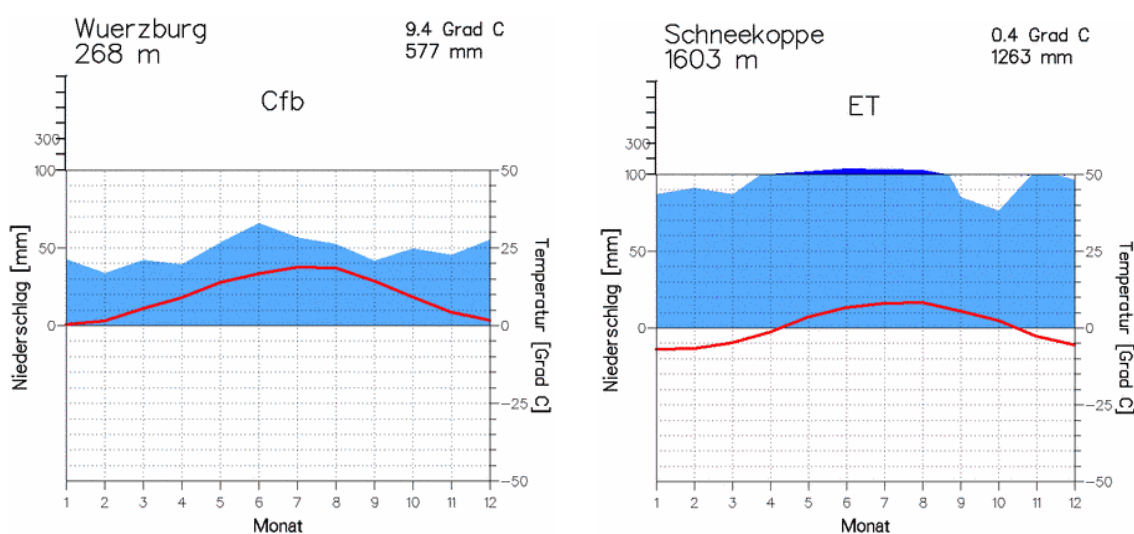 Wuerzburg
268 m
9.4 Grad C
577 mm
Cfb
300
100
50
0
50
25
0
−25
−50
Niederschlag [mm]
Temperatur [Grad C]
1 2 3 4 5 6 7 8 9 10 11 12
Monat
Schneekoppe
1603 m
0.4 Grad C
1263 mm
ET
300
100
50
0
50
25
0
−25
−50
Niederschlag [mm]
Temperatur [Grad C]
1 2 3 4 5 6 7 8 9 10 11 12
Monat